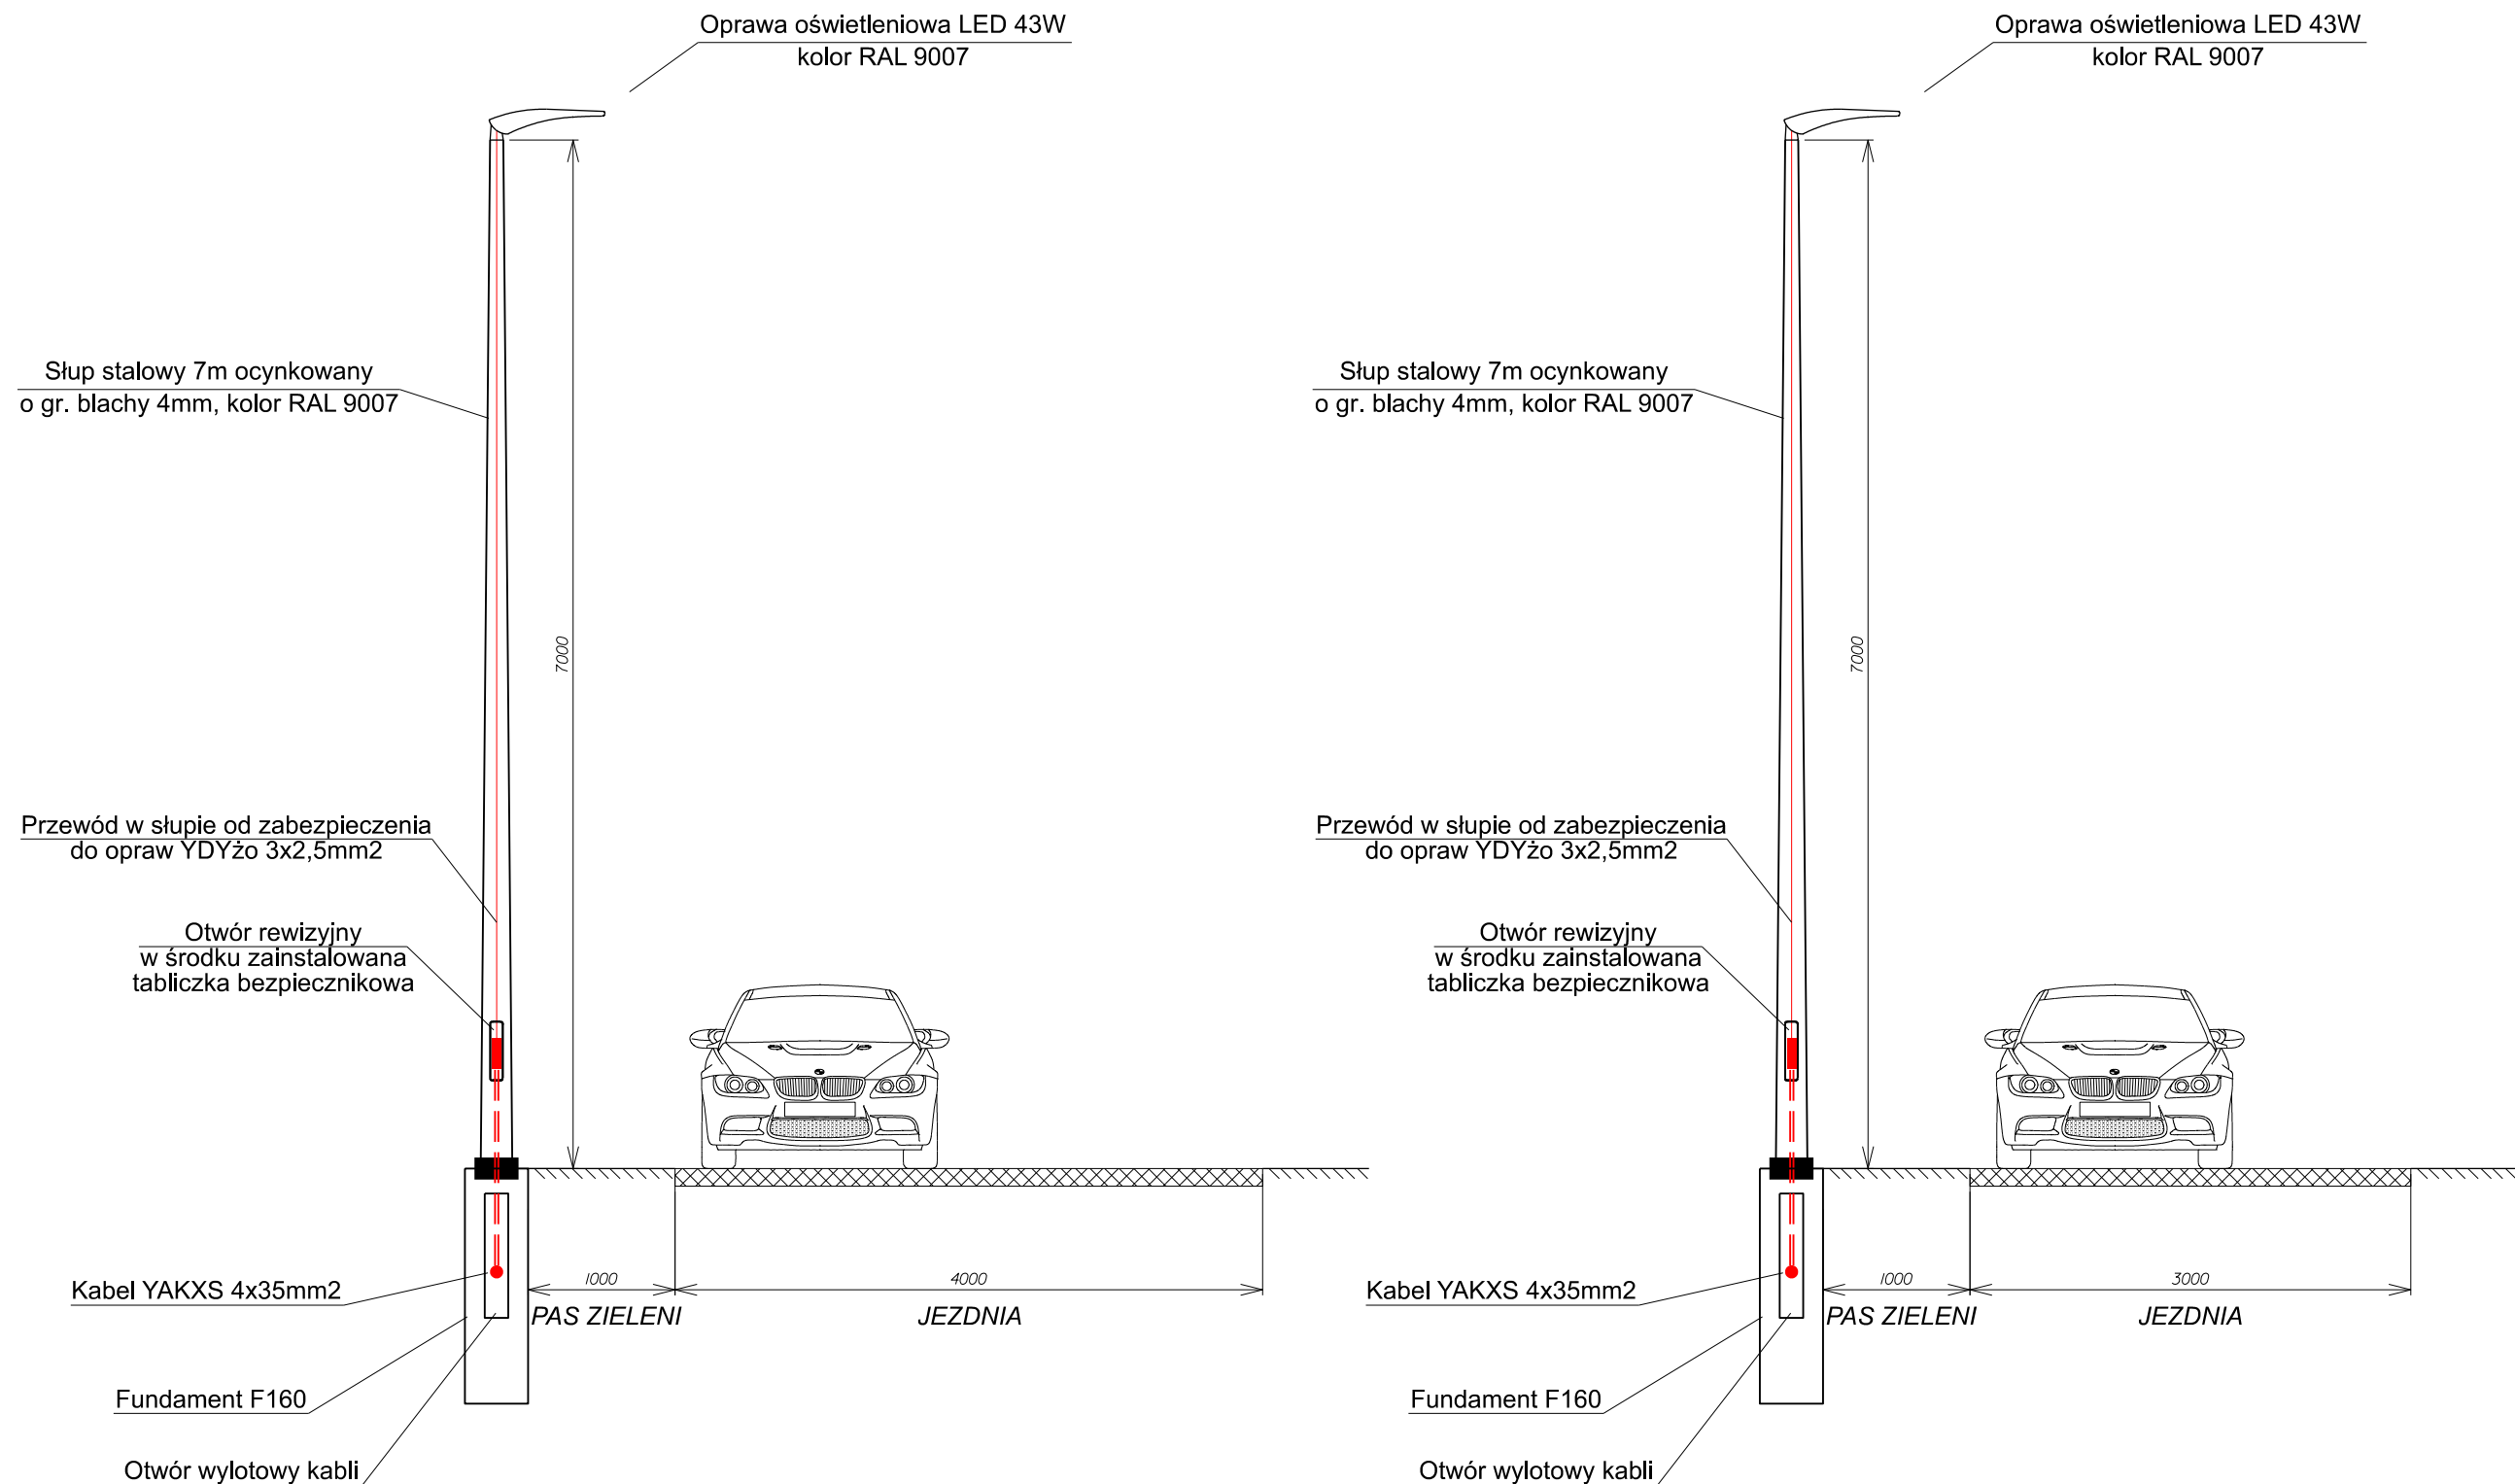 Oprawa oświetleniowa LED 43W
kolor RAL 9007
Słup stalowy 7m ocynkowany
o gr. blachy 4mm, kolor RAL 9007
7000
Przewód w słupie od zabezpieczenia
do opraw YDYżo 3x2,5mm2
Otwór rewizyjny
w środku zainstalowana
tabliczka bezpiecznikowa
1000
4000
Kabel YAKXS 4x35mm2
PAS ZIELENI
JEZDNIA
Fundament F160
Otwór wylotowy kabli
Oprawa oświetleniowa LED 43W
kolor RAL 9007
Słup stalowy 7m ocynkowany
o gr. blachy 4mm, kolor RAL 9007
7000
Przewód w słupie od zabezpieczenia
do opraw YDYżo 3x2,5mm2
Otwór rewizyjny
w środku zainstalowana
tabliczka bezpiecznikowa
1000
3000
Kabel YAKXS 4x35mm2
PAS ZIELENI
JEZDNIA
Fundament F160
Otwór wylotowy kabli